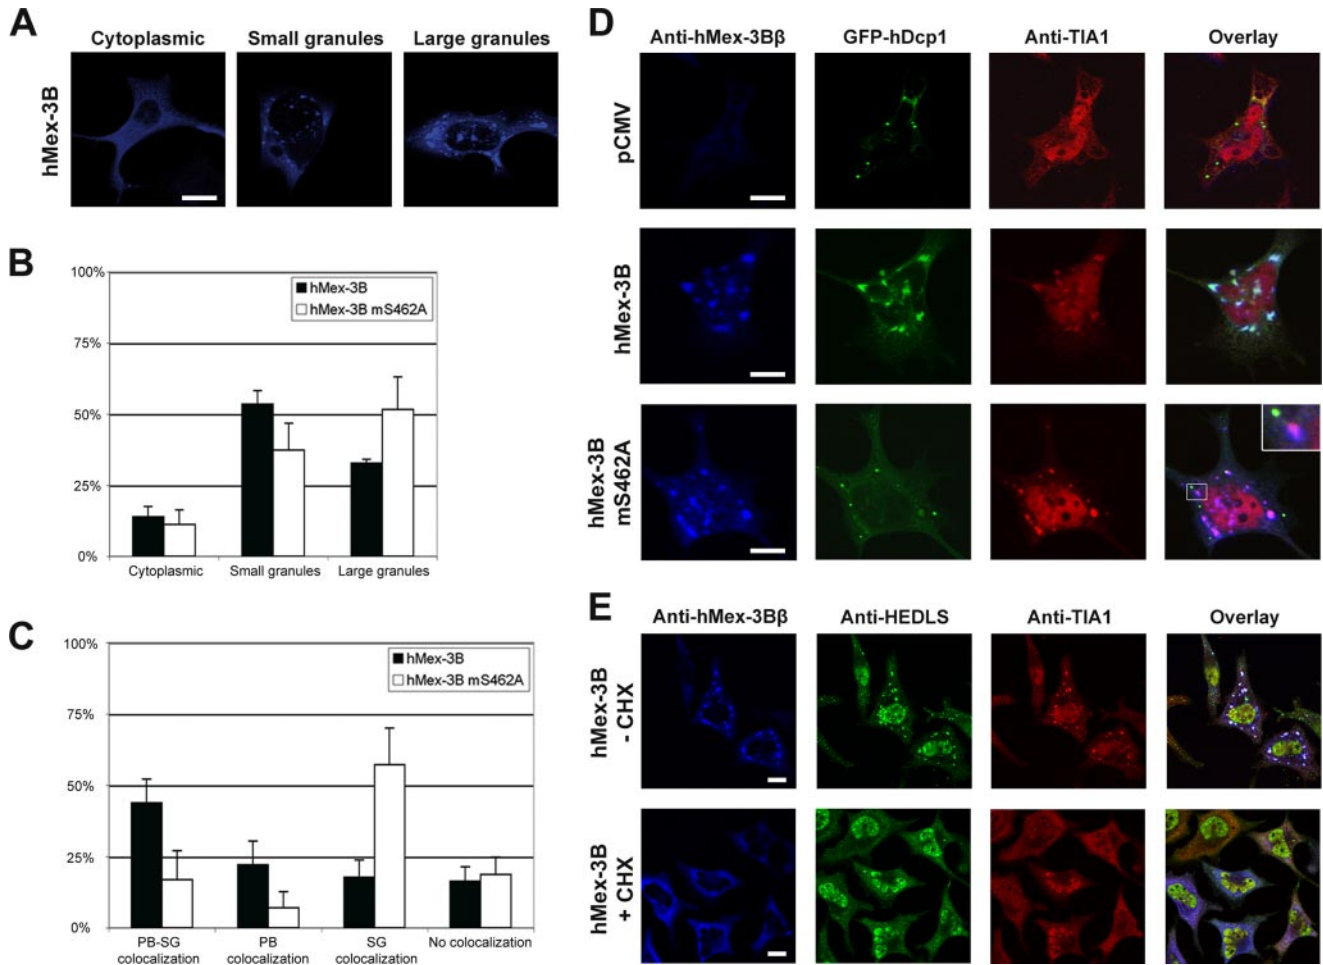 A
Cytoplasmic Small granules Large granules
hMex-3B
B
100%
75%
50%
25%
0%
hMex-3B
hMex-3B mS462A
Cytoplasmic Small granules Large granules
C
100%
75%
50%
25%
0%
hMex-3B
hMex-3B mS462A
PB-SG PB SG No colocalization
colocalization colocalization colocalization
D
Anti-hMex-3Bβ GFP-hDcp1 Anti-TIA1 Overlay
pCMV
hMex-3B
hMex-3B
mS462A
E
Anti-hMex-3Bβ Anti-HEDLS Anti-TIA1 Overlay
hMex-3B
- CHX
hMex-3B
+ CHX